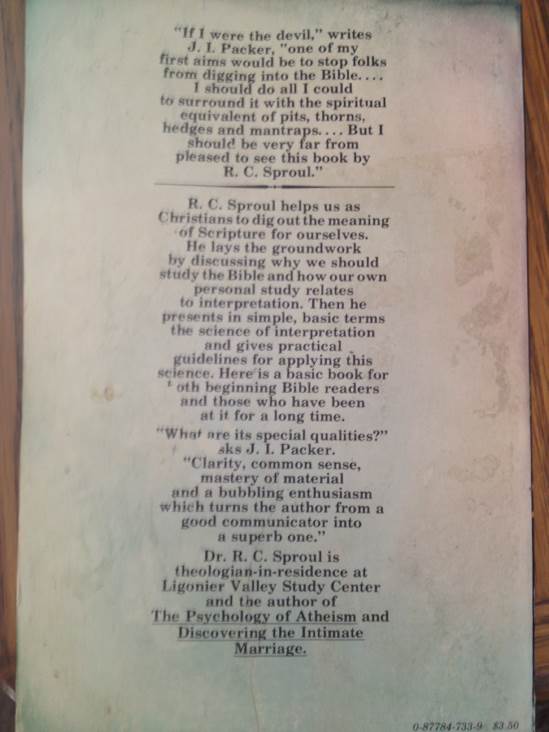 "If I were the devil," writes
J. I. Packer, "one of my
first aims would be to stop folks
from digging into the Bible. . . .
I should do all I could
to surround it with the spiritual
equivalent of pits, thorns,
hedges and mantraps. . . . But I
should be very far from
pleased to see this book by
R. C. Sproul."
R. C. Sproul helps us as
Christians to dig out the meaning
of Scripture for ourselves.
He lays the groundwork
by discussing why we should
study the Bible and how our own
personal study relates
to interpretation. Then he
presents in simple, basic terms
the science of interpretation
and gives practical
guidelines for applying this
science. Here is a basic book for
oth beginning Bible readers
and those who have been
at it for a long time.
"What are its special qualities?"
sks J. I. Packer.
"Clarity, common sense,
mastery of material
and a bubbling enthusiasm
which turns the author from a
good communicator into
a superb one."
Dr. R. C. Sproul is
theologian-in-residence at
Ligonier Valley Study Center
and the author of
The Psychology of Atheism and
Discovering the Intimate
Marriage.
0-87784-733-9 $3.50